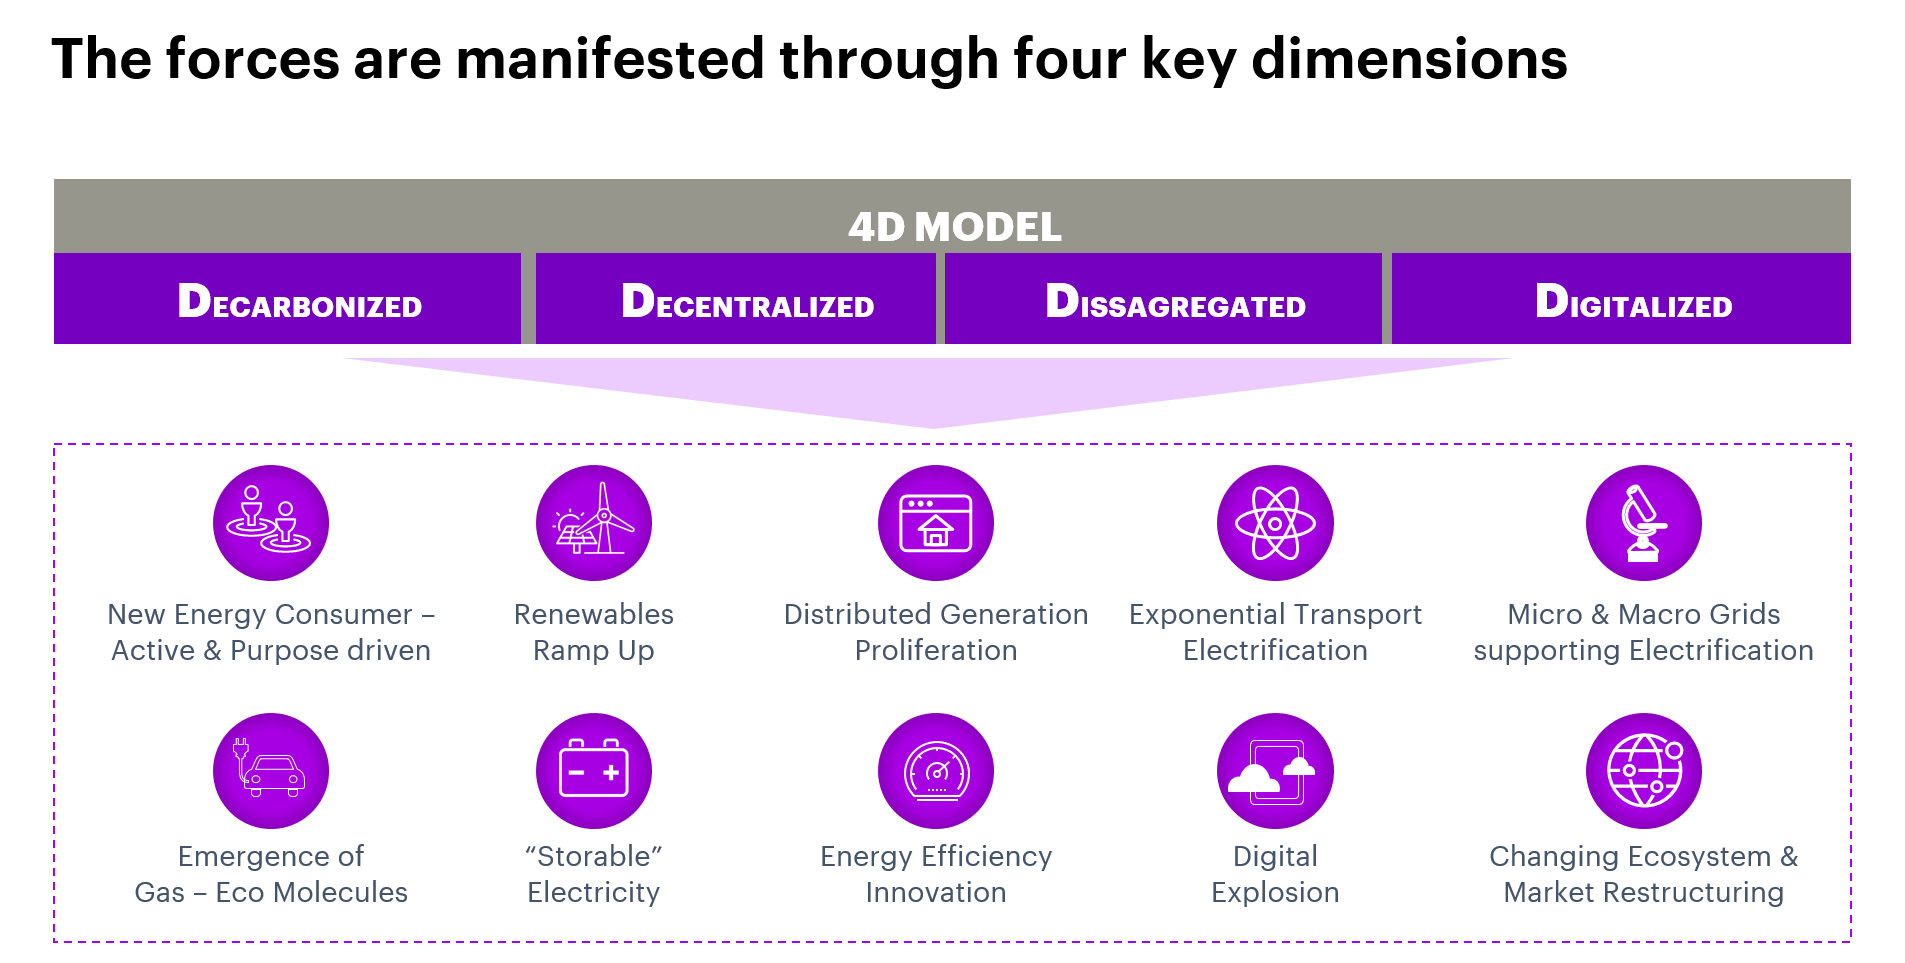 The forces are manifested through four key dimensions
4D MODEL
DECARBONIZED
DECENTRALIZED
DISSAGREGATED
DIGITALIZED
New Energy Consumer –
Active & Purpose driven
Renewables
Ramp Up
Distributed Generation
Proliferation
Exponential Transport
Electrification
Micro & Macro Grids
supporting Electrification
Emergence of
Gas – Eco Molecules
“Storable”
Electricity
Energy Efficiency
Innovation
Digital
Explosion
Changing Ecosystem &
Market Restructuring